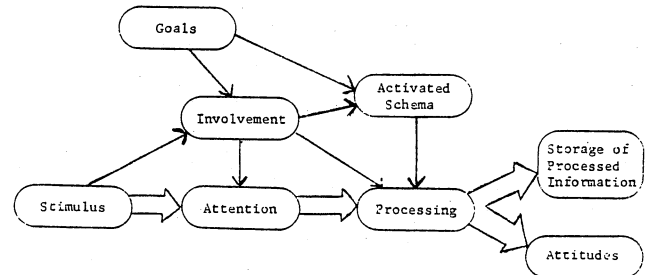 Goals
Activated
Schema
Involvement
Storage of
Processed
Information
Stimulus
Attention
Processing
Attitudes